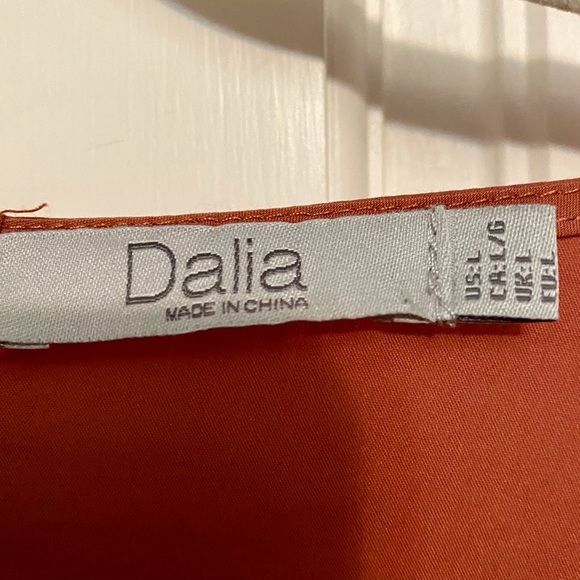 Dalia
MADE IN CHINA
US:L
CA:L/G
UK:L
EU:L